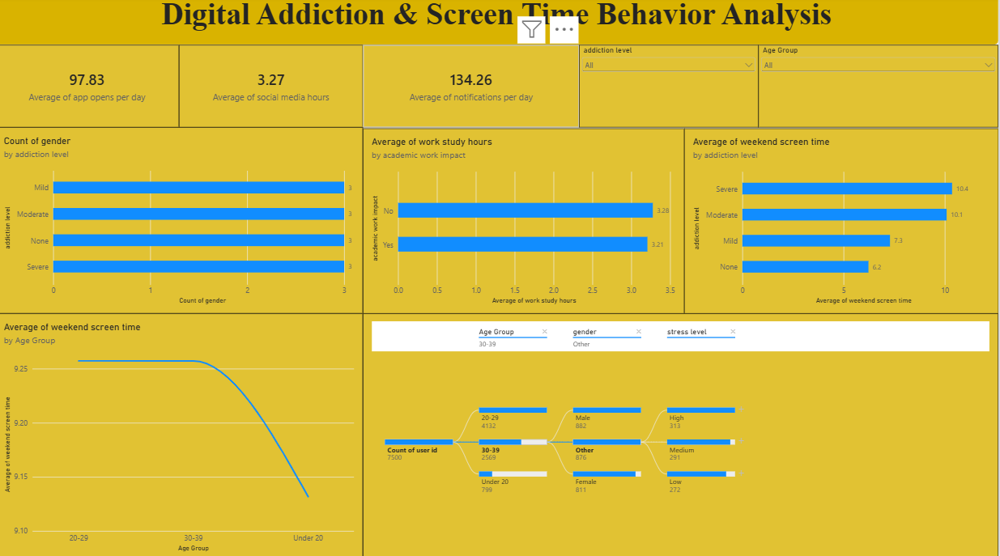 Digital Addiction & Screen Time Behavior Analysis
97.83
Average of app opens per day
3.27
Average of social media hours
134.26
Average of notifications per day
addiction level
All
Age Group
All
Count of gender
by addiction level
addiction level
Mild
3
Moderate
3
None
3
Severe
3
0 1 2 3
Count of gender
Average of work study hours
by academic work impact
academic work impact
No
3.28
Yes
3.21
0.0 0.5 1.0 1.5 2.0 2.5 3.0 3.5
Average of work study hours
Average of weekend screen time
by addiction level
addiction level
Severe
10.4
Moderate
10.1
Mild
7.3
None
6.2
0 5 10
Average of weekend screen time
Average of weekend screen time
by Age Group
Average of weekend screen time
9.25
9.20
9.15
9.10
20-29 30-39 Under 20
Age Group
Age Group
30-39
gender
Other
stress level
Count of user id
7500
20-29
4132
30-39
2569
Under 20
799
Male
882
Other
876
Female
811
High
313
Medium
291
Low
272